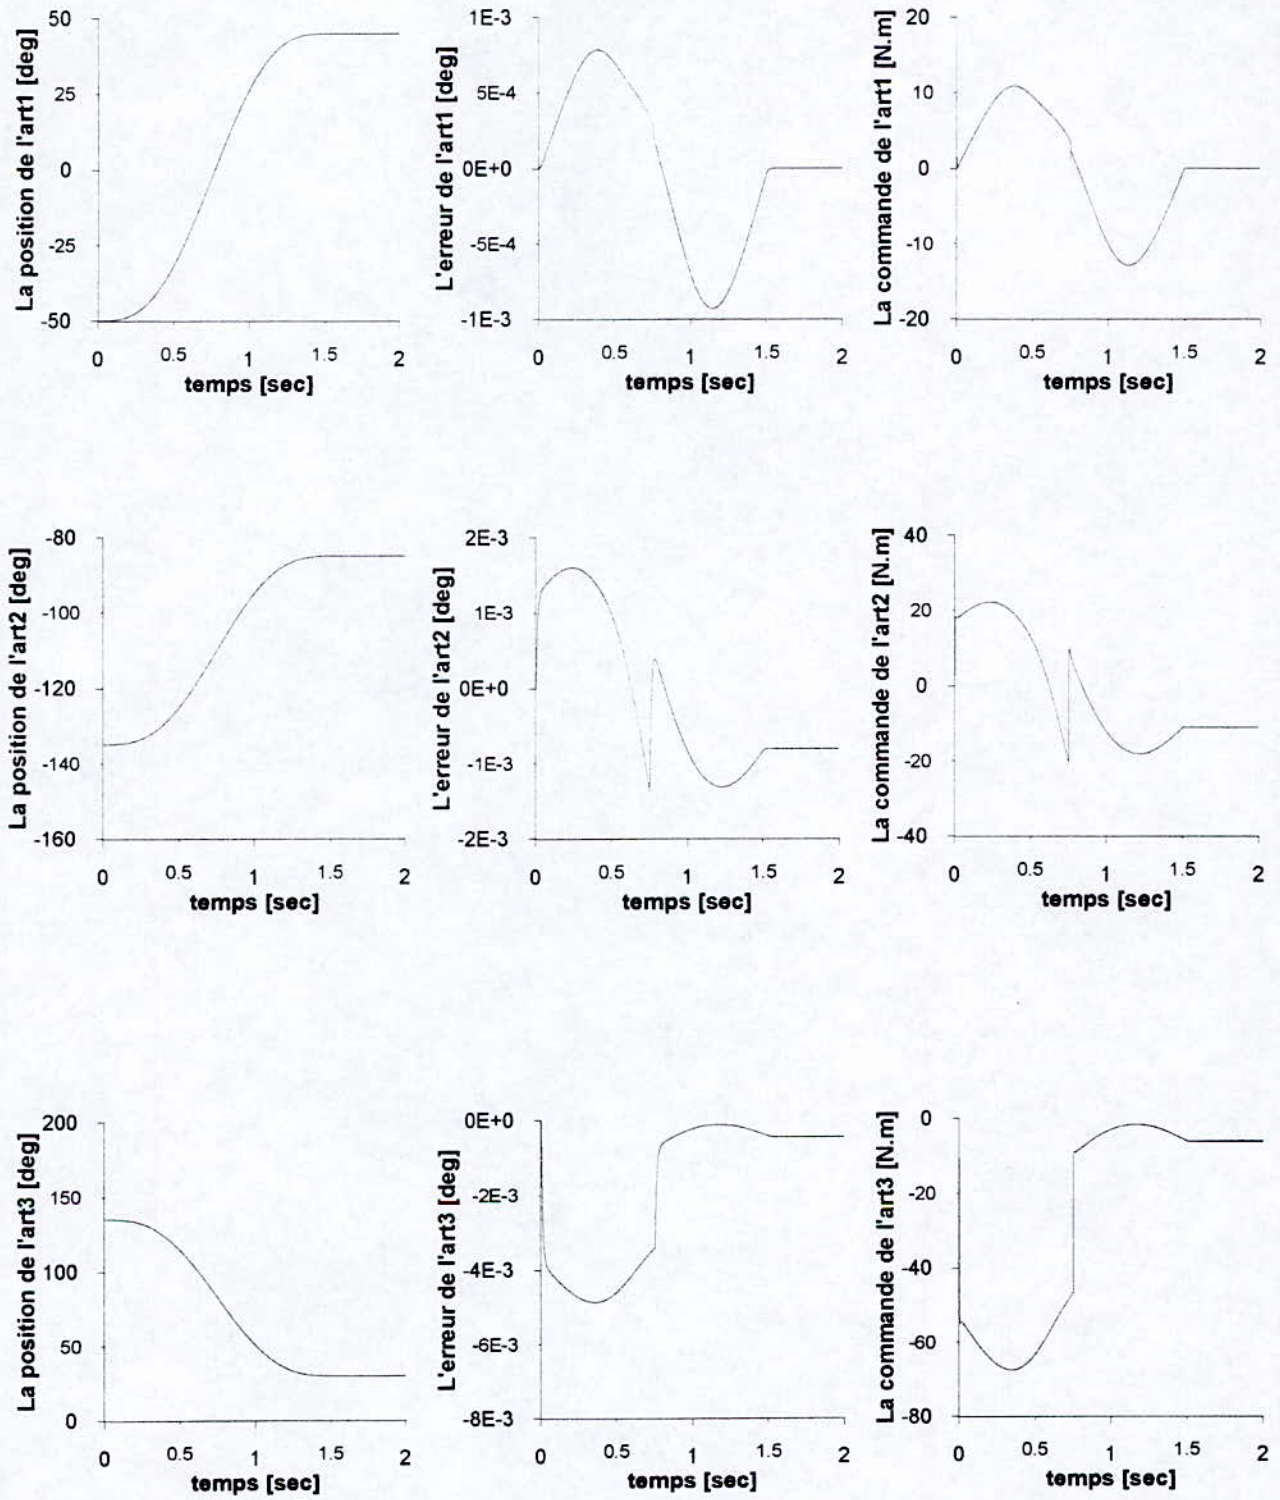 La position de l'art1 [deg]
50
25
0
-25
-50
0 0.5 1 1.5 2
temps [sec]
L'erreur de l'art1 [deg]
1E-3
5E-4
0E+0
-5E-4
-1E-3
0 0.5 1 1.5 2
temps [sec]
La commande de l'art1 [N.m]
20
10
0
-10
-20
0 0.5 1 1.5 2
temps [sec]
La position de l'art2 [deg]
-80
-100
-120
-140
-160
0 0.5 1 1.5 2
temps [sec]
L'erreur de l'art2 [deg]
2E-3
1E-3
0E+0
-1E-3
-2E-3
0 0.5 1 1.5 2
temps [sec]
La commande de l'art2 [N.m]
40
20
0
-20
-40
0 0.5 1 1.5 2
temps [sec]
La position de l'art3 [deg]
200
150
100
50
0
0 0.5 1 1.5 2
temps [sec]
L'erreur de l'art3 [deg]
0E+0
-2E-3
-4E-3
-6E-3
-8E-3
0 0.5 1 1.5 2
temps [sec]
La commande de l'art3 [N.m]
0
-20
-40
-60
-80
0 0.5 1 1.5 2
temps [sec]